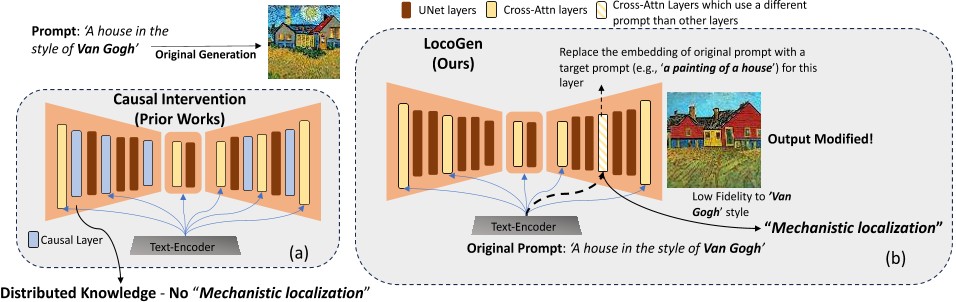 UNet layers
Cross-Attn layers
Cross-Attn Layers which use a different
prompt than other layers
Prompt: ‘A house in the
style of Van Gogh’
Original Generation
Causal Intervention
(Prior Works)
Causal Layer
Text-Encoder
(a)
Distributed Knowledge - No “Mechanistic localization”
LocoGen
(Ours)
Replace the embedding of original prompt with a
target prompt (e.g., ‘a painting of a house’) for this
layer
Output Modified!
Low Fidelity to ‘Van
Gogh’ style
“Mechanistic localization”
Text-Encoder
Original Prompt: ‘A house in the style of Van Gogh’
(b)